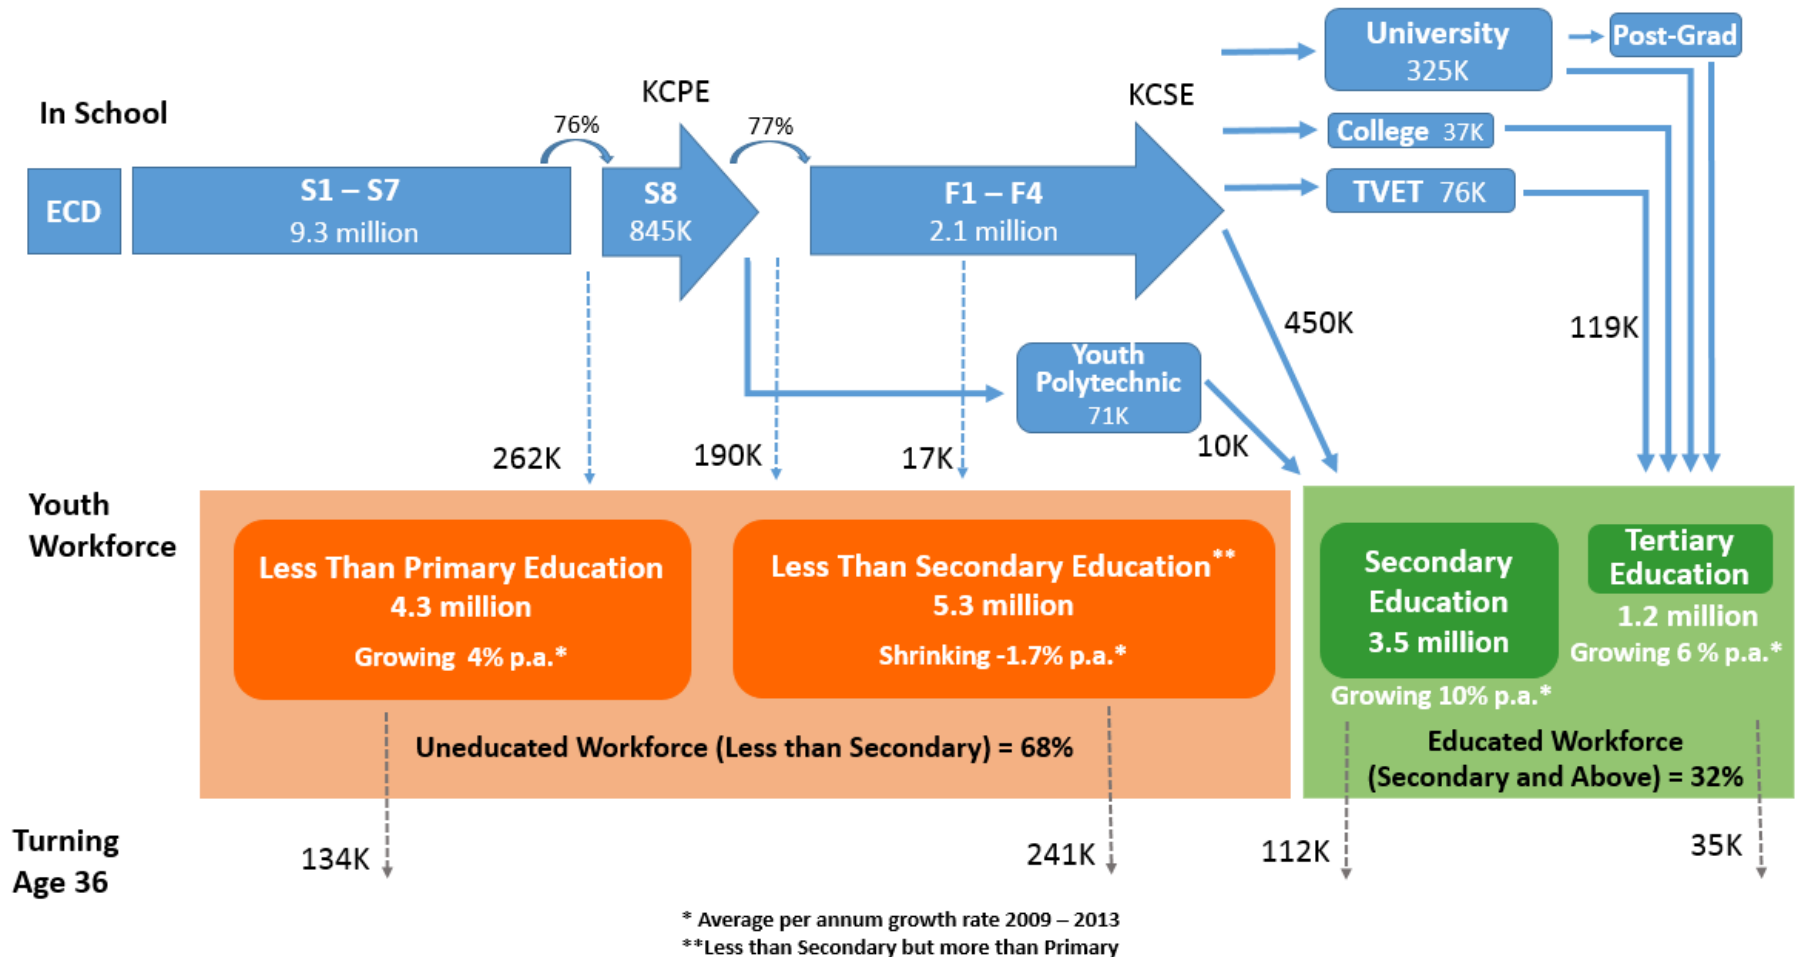 In School
ECD
S1 – S7
9.3 million
76%
KCPE
S8
845K
77%
KCSE
F1 – F4
2.1 million
University
325K
Post-Grad
College 37K
TVET 76K
450K
119K
Youth
Polytechnic
71K
262K
190K
17K
10K
Youth
Workforce
Less Than Primary Education
4.3 million
Growing 4% p.a.*
Less Than Secondary Education**
5.3 million
Shrinking -1.7% p.a.*
Uneducated Workforce (Less than Secondary) = 68%
Secondary
Education
3.5 million
Growing 10% p.a.*
Tertiary
Education
1.2 million
Growing 6 % p.a.*
Educated Workforce
(Secondary and Above) = 32%
Turning
Age 36
134K
241K
112K
35K
* Average per annum growth rate 2009 – 2013
**Less than Secondary but more than Primary